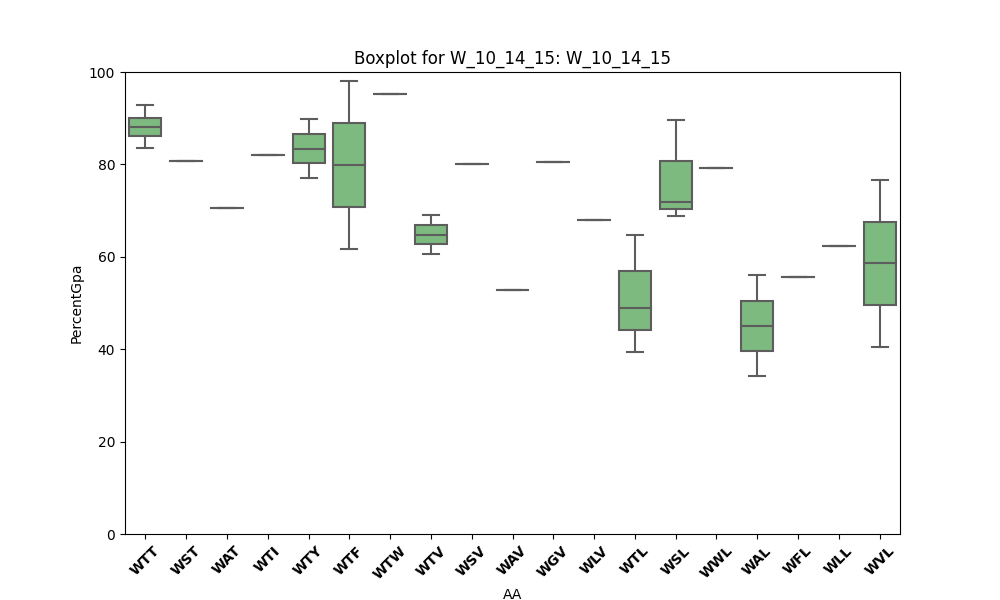 Boxplot for W_10_14_15: W_10_14_15
100
80
60
40
20
0
PercentGpa
WTT WST WAT WTI WTY WTF WTW WTV WSV WAV WGV WLV WTL WSL WWL WAL WFL WLL WVL
AA